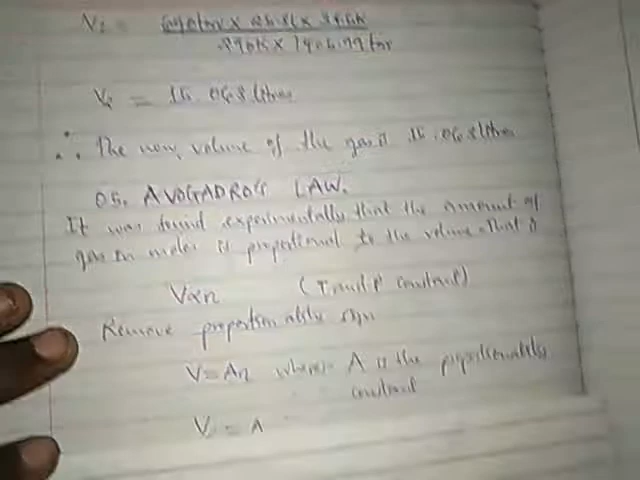 V₂ =
V₂ = 15.068 litres
∴ The new volume of the gas is 15.068 litres
05. AVOGADRO'S LAW.
It was found experimentally that the amount of
gas in moles is proportional to the volume. That is
V∝n (T and P constant)
Remove proportionality sign
V=An where A is the proportionality
constant
V = A